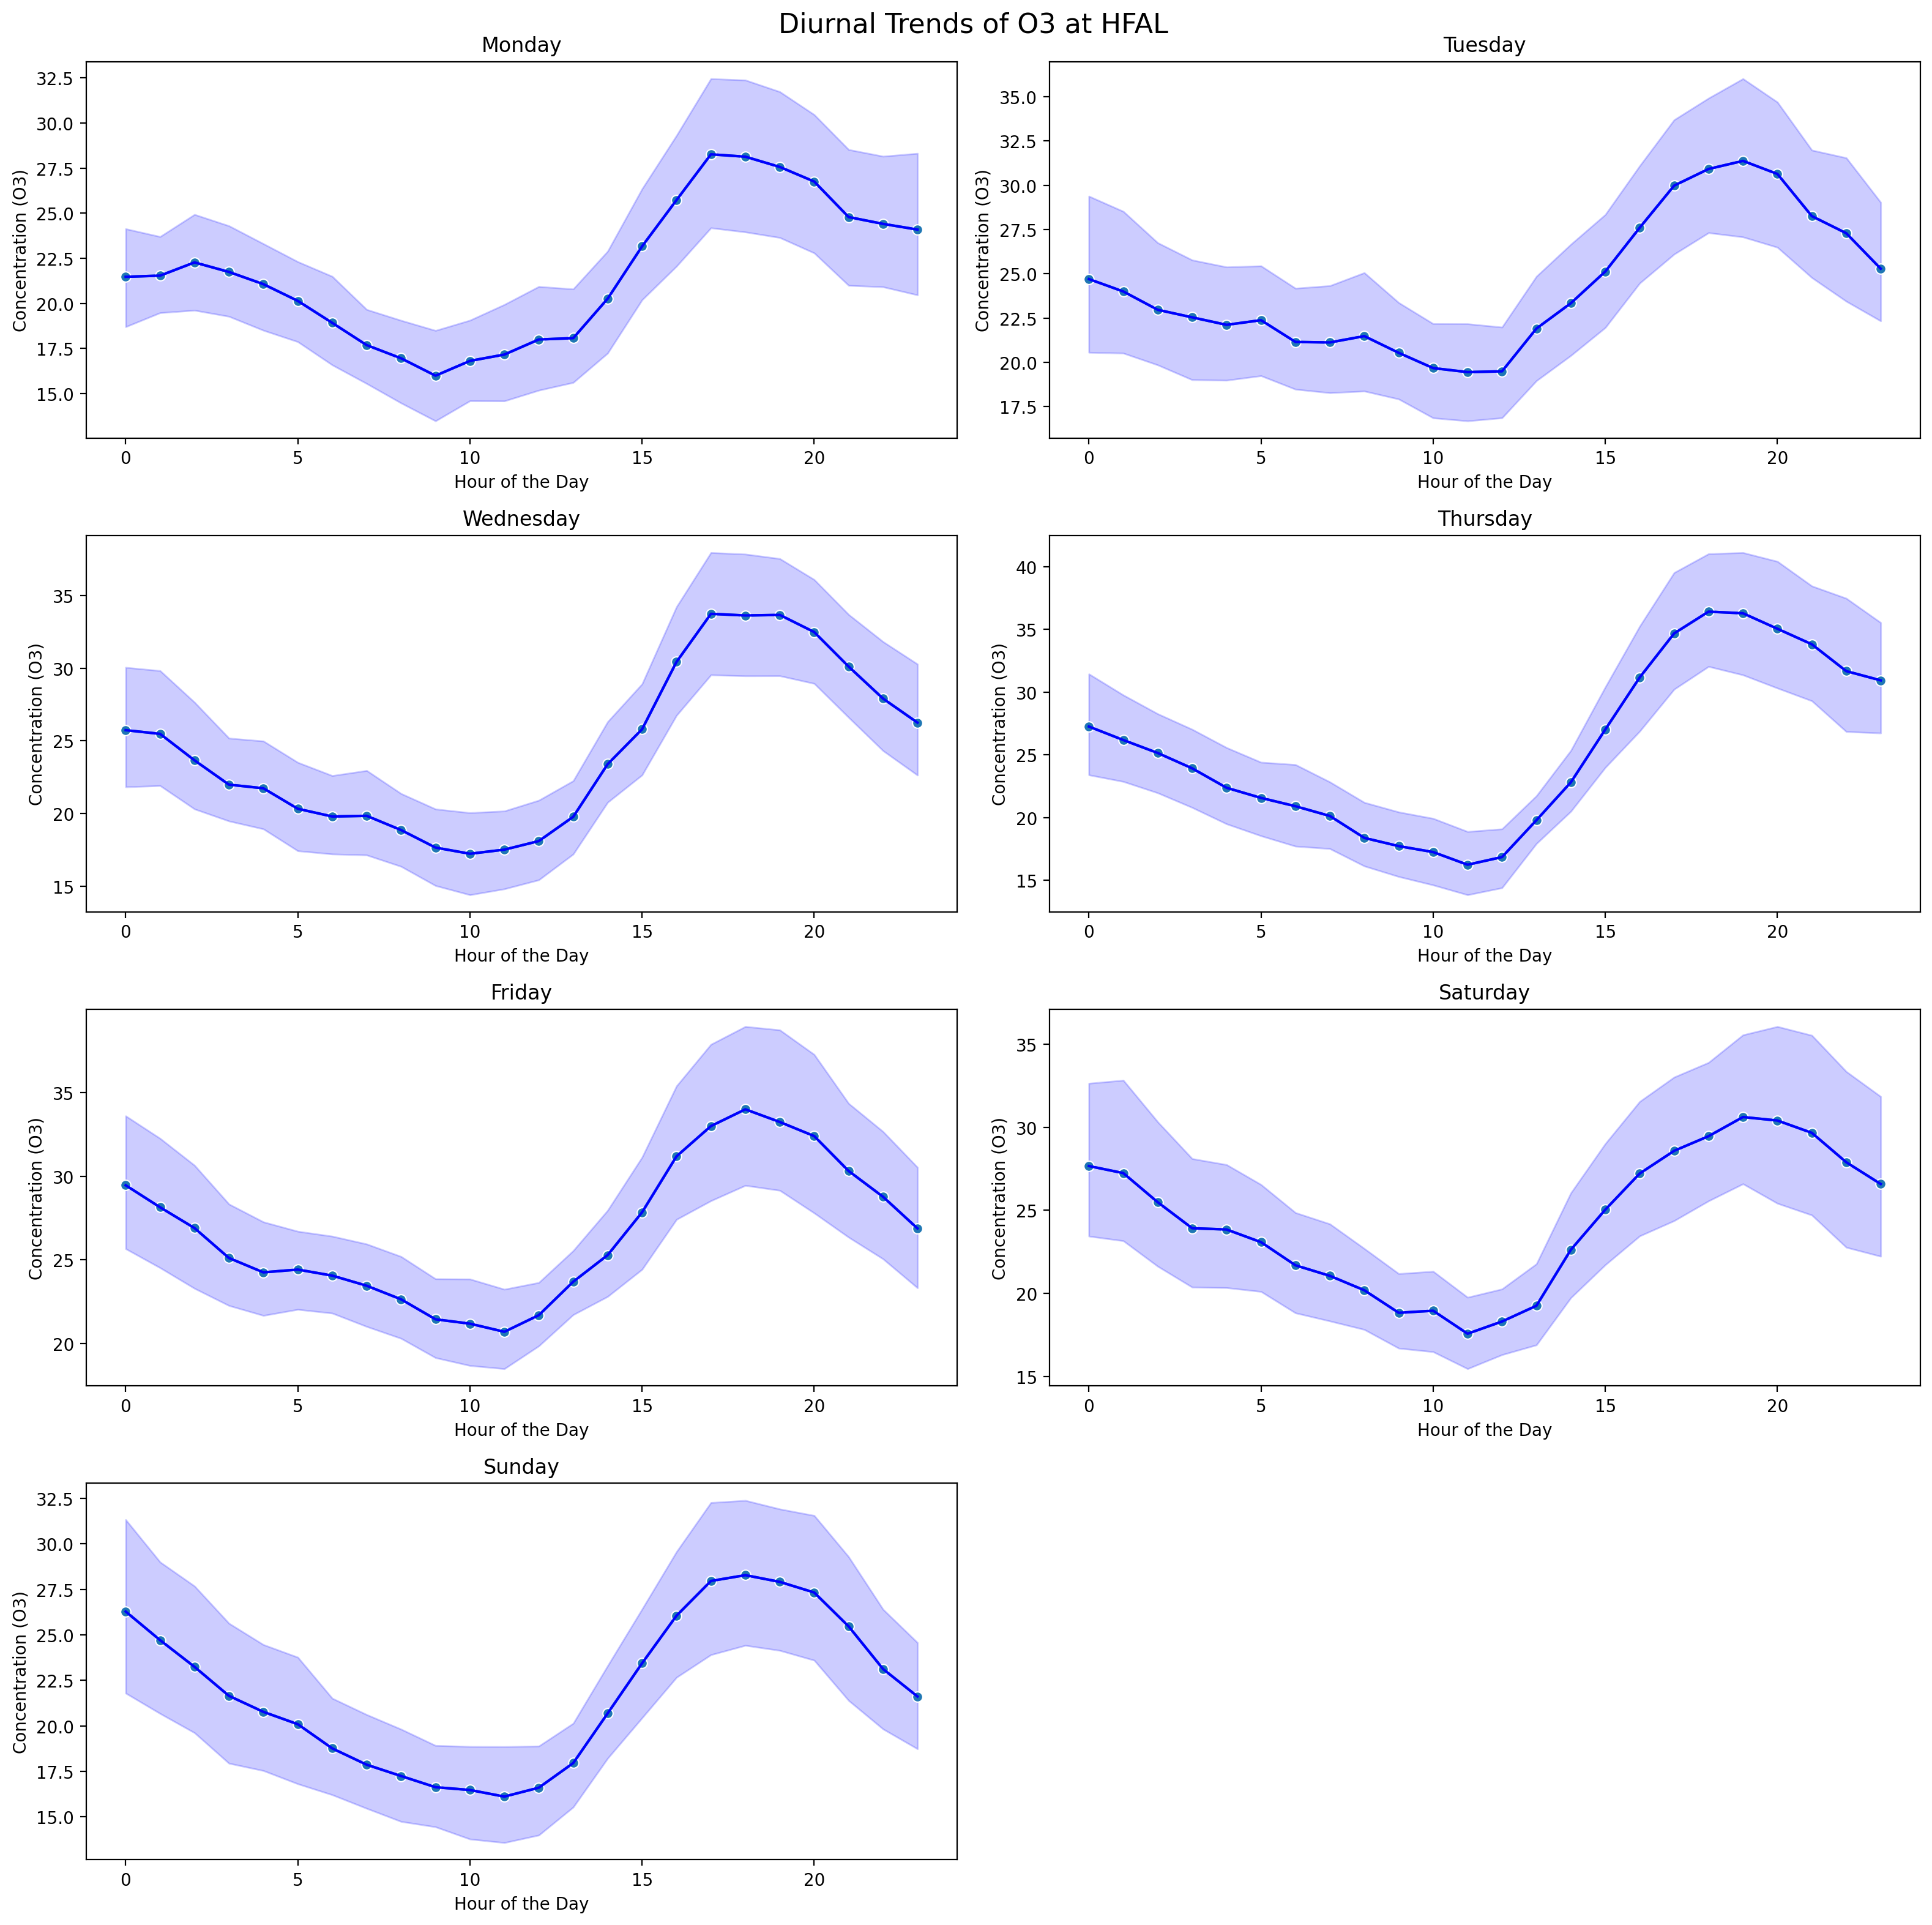 Diurnal Trends of O3 at HFAL
Monday
32.5
30.0
27.5
25.0
22.5
20.0
17.5
15.0
Concentration (O3)
0 5 10 15 20
Hour of the Day
Tuesday
35.0
32.5
30.0
27.5
25.0
22.5
20.0
17.5
Concentration (O3)
0 5 10 15 20
Hour of the Day
Wednesday
35
30
25
20
15
Concentration (O3)
0 5 10 15 20
Hour of the Day
Thursday
40
35
30
25
20
15
Concentration (O3)
0 5 10 15 20
Hour of the Day
Friday
35
30
25
20
Concentration (O3)
0 5 10 15 20
Hour of the Day
Saturday
35
30
25
20
15
Concentration (O3)
0 5 10 15 20
Hour of the Day
Sunday
32.5
30.0
27.5
25.0
22.5
20.0
17.5
15.0
Concentration (O3)
0 5 10 15 20
Hour of the Day